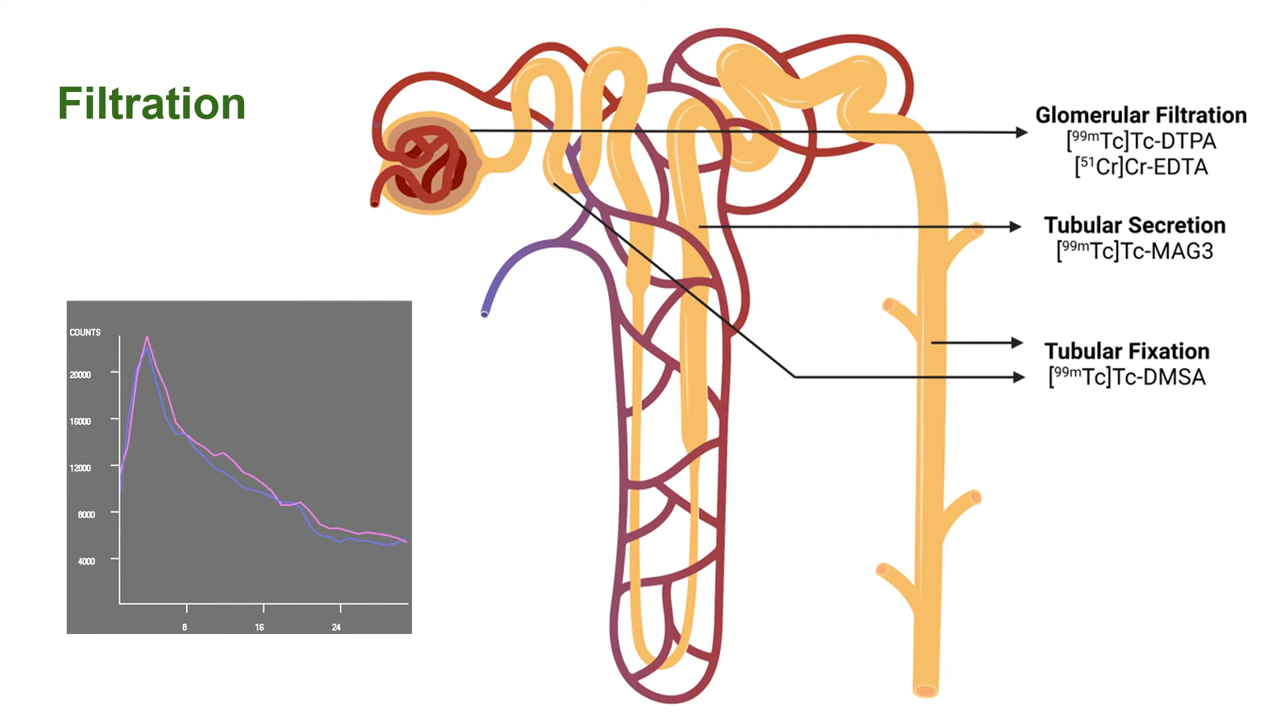 Filtration
Glomerular Filtration
[⁹⁹ᵐTc]Tc-DTPA
[⁵¹Cr]Cr-EDTA
Tubular Secretion
[⁹⁹ᵐTc]Tc-MAG3
Tubular Fixation
[⁹⁹ᵐTc]Tc-DMSA
COUNTS
20000
16000
12000
8000
4000
8 16 24